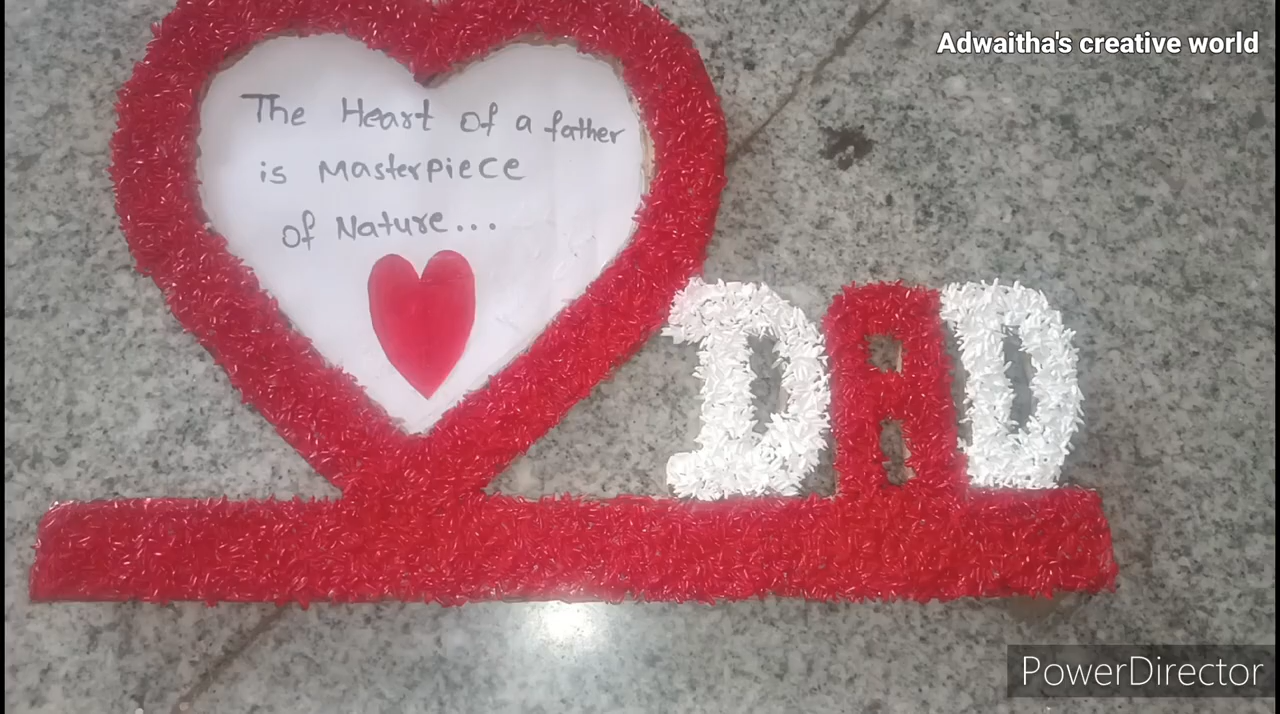 Adwaitha's creative world
The Heart of a father
is Masterpiece
of Nature...
DAD
PowerDirector